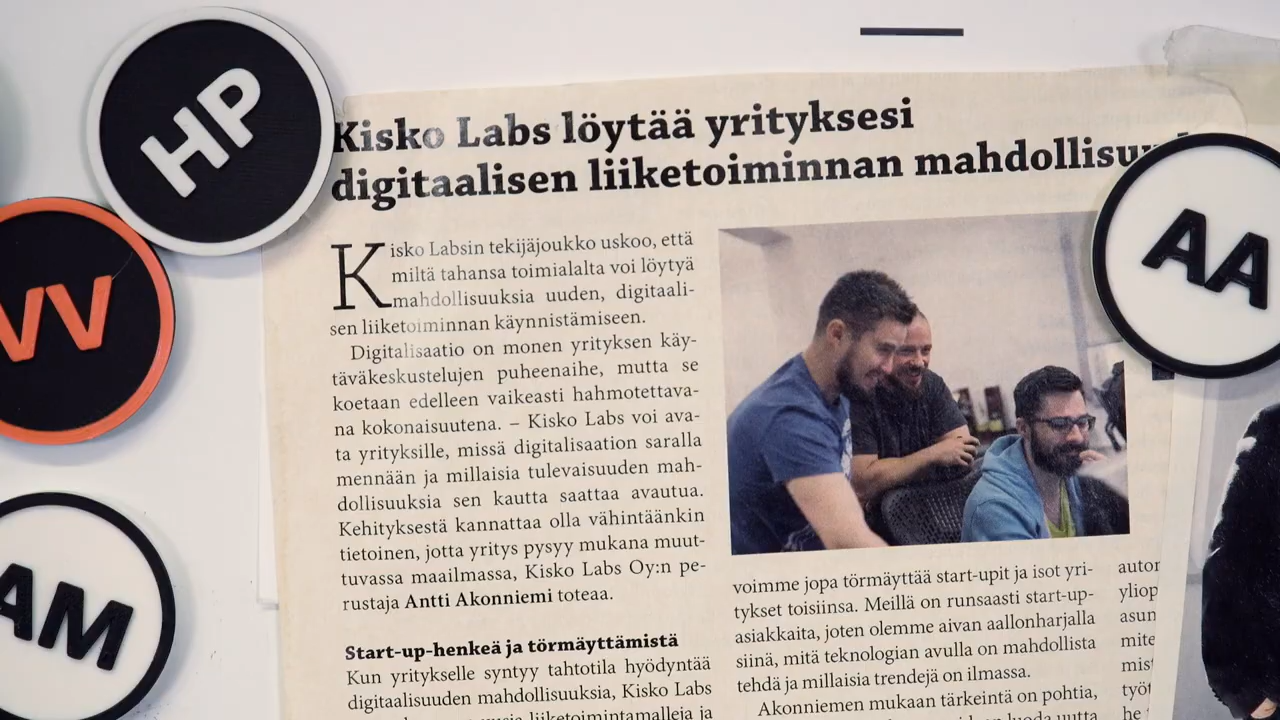 HP
VV
AM
AA
Kisko Labs löytää yrityksesi
digitaalisen liiketoiminnan
Kisko Labsin tekijäjoukko uskoo, että
miltä tahansa toimialalta voi löytyä
mahdollisuuksia uuden, digitaali-
sen liiketoiminnan käynnistämiseen.
Digitalisaatio on monen yrityksen käy-
täväkeskustelujen puheenaihe, mutta se
koetaan edelleen vaikeasti hahmotettava-
na kokonaisuutena. – Kisko Labs voi ava-
ta yrityksille, missä digitalisaation saralla
mennään ja millaisia tulevaisuuden mah-
dollisuuksia sen kautta saattaa avautua.
Kehityksestä kannattaa olla vähintäänkin
tietoinen, jotta yritys pysyy mukana muut-
tuvassa maailmassa, Kisko Labs Oy:n pe-
rustaja Antti Akonniemi toteaa.
Start-up-henkeä ja törmäyttämistä
Kun yritykselle syntyy tahtotila hyödyntää
digitaalisuuden mahdollisuuksia, Kisko Labs
liiketoimintamalleja ja
voimme jopa törmäyttää start-upit ja isot yri-
tykset toisiinsa. Meillä on runsaasti start-up-
asiakkaita, joten olemme aivan aallonharjalla
siinä, mitä teknologian avulla on mahdollista
tehdä ja millaisia trendejä on ilmassa.
Akonniemen mukaan tärkeintä on pohtia,
luoda uutta